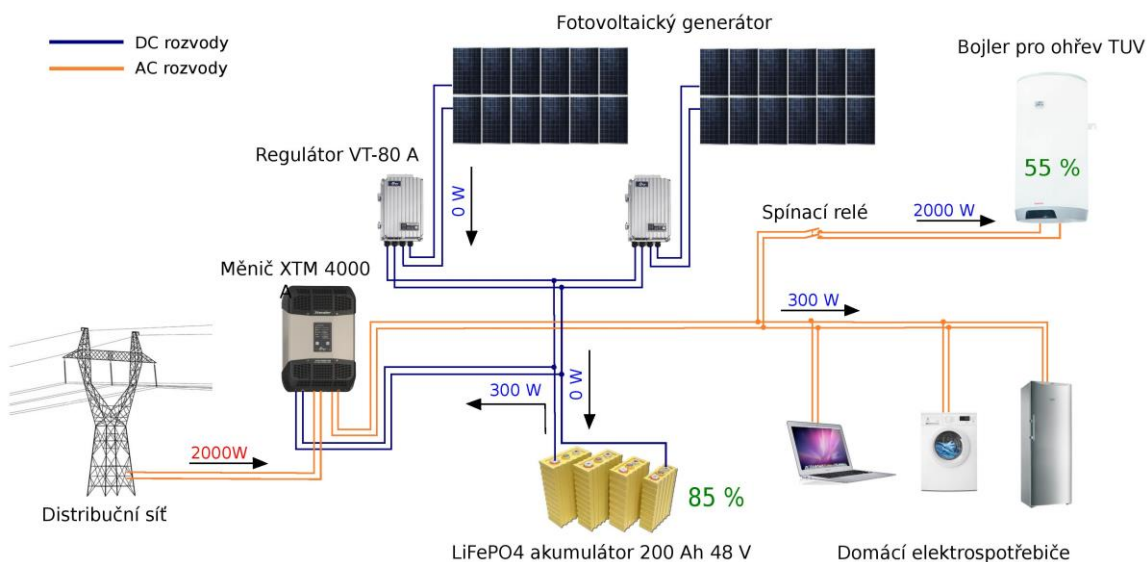 Fotovoltaický generátor
DC rozvody
AC rozvody
Bojler pro ohřev TUV
Regulátor VT-80 A
0 W
55 %
Spínací relé
2000 W
Měnič XTM 4000
A
300 W
300 W
0 W
2000W
85 %
Distribuční síť
LiFePO4 akumulátor 200 Ah 48 V
Domácí elektrospotřebiče